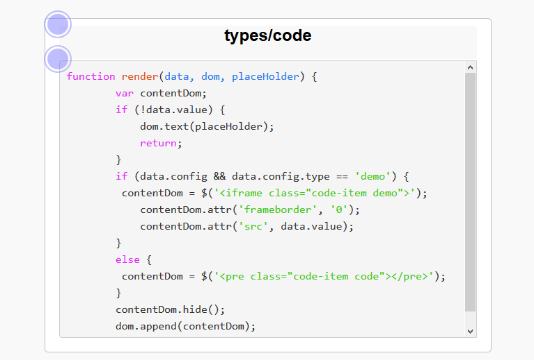 types/code
function render(data, dom, placeHolder) {
        var contentDom;
        if (!data.value) {
            dom.text(placeHolder);
            return;
        }
        if (data.config && data.config.type == 'demo') {
         contentDom = $('<iframe class="code-item demo">');
            contentDom.attr('frameborder', '0');
            contentDom.attr('src', data.value);
        }
        else {
         contentDom = $('<pre class="code-item code"></pre>');
        }
        contentDom.hide();
        dom.append(contentDom);